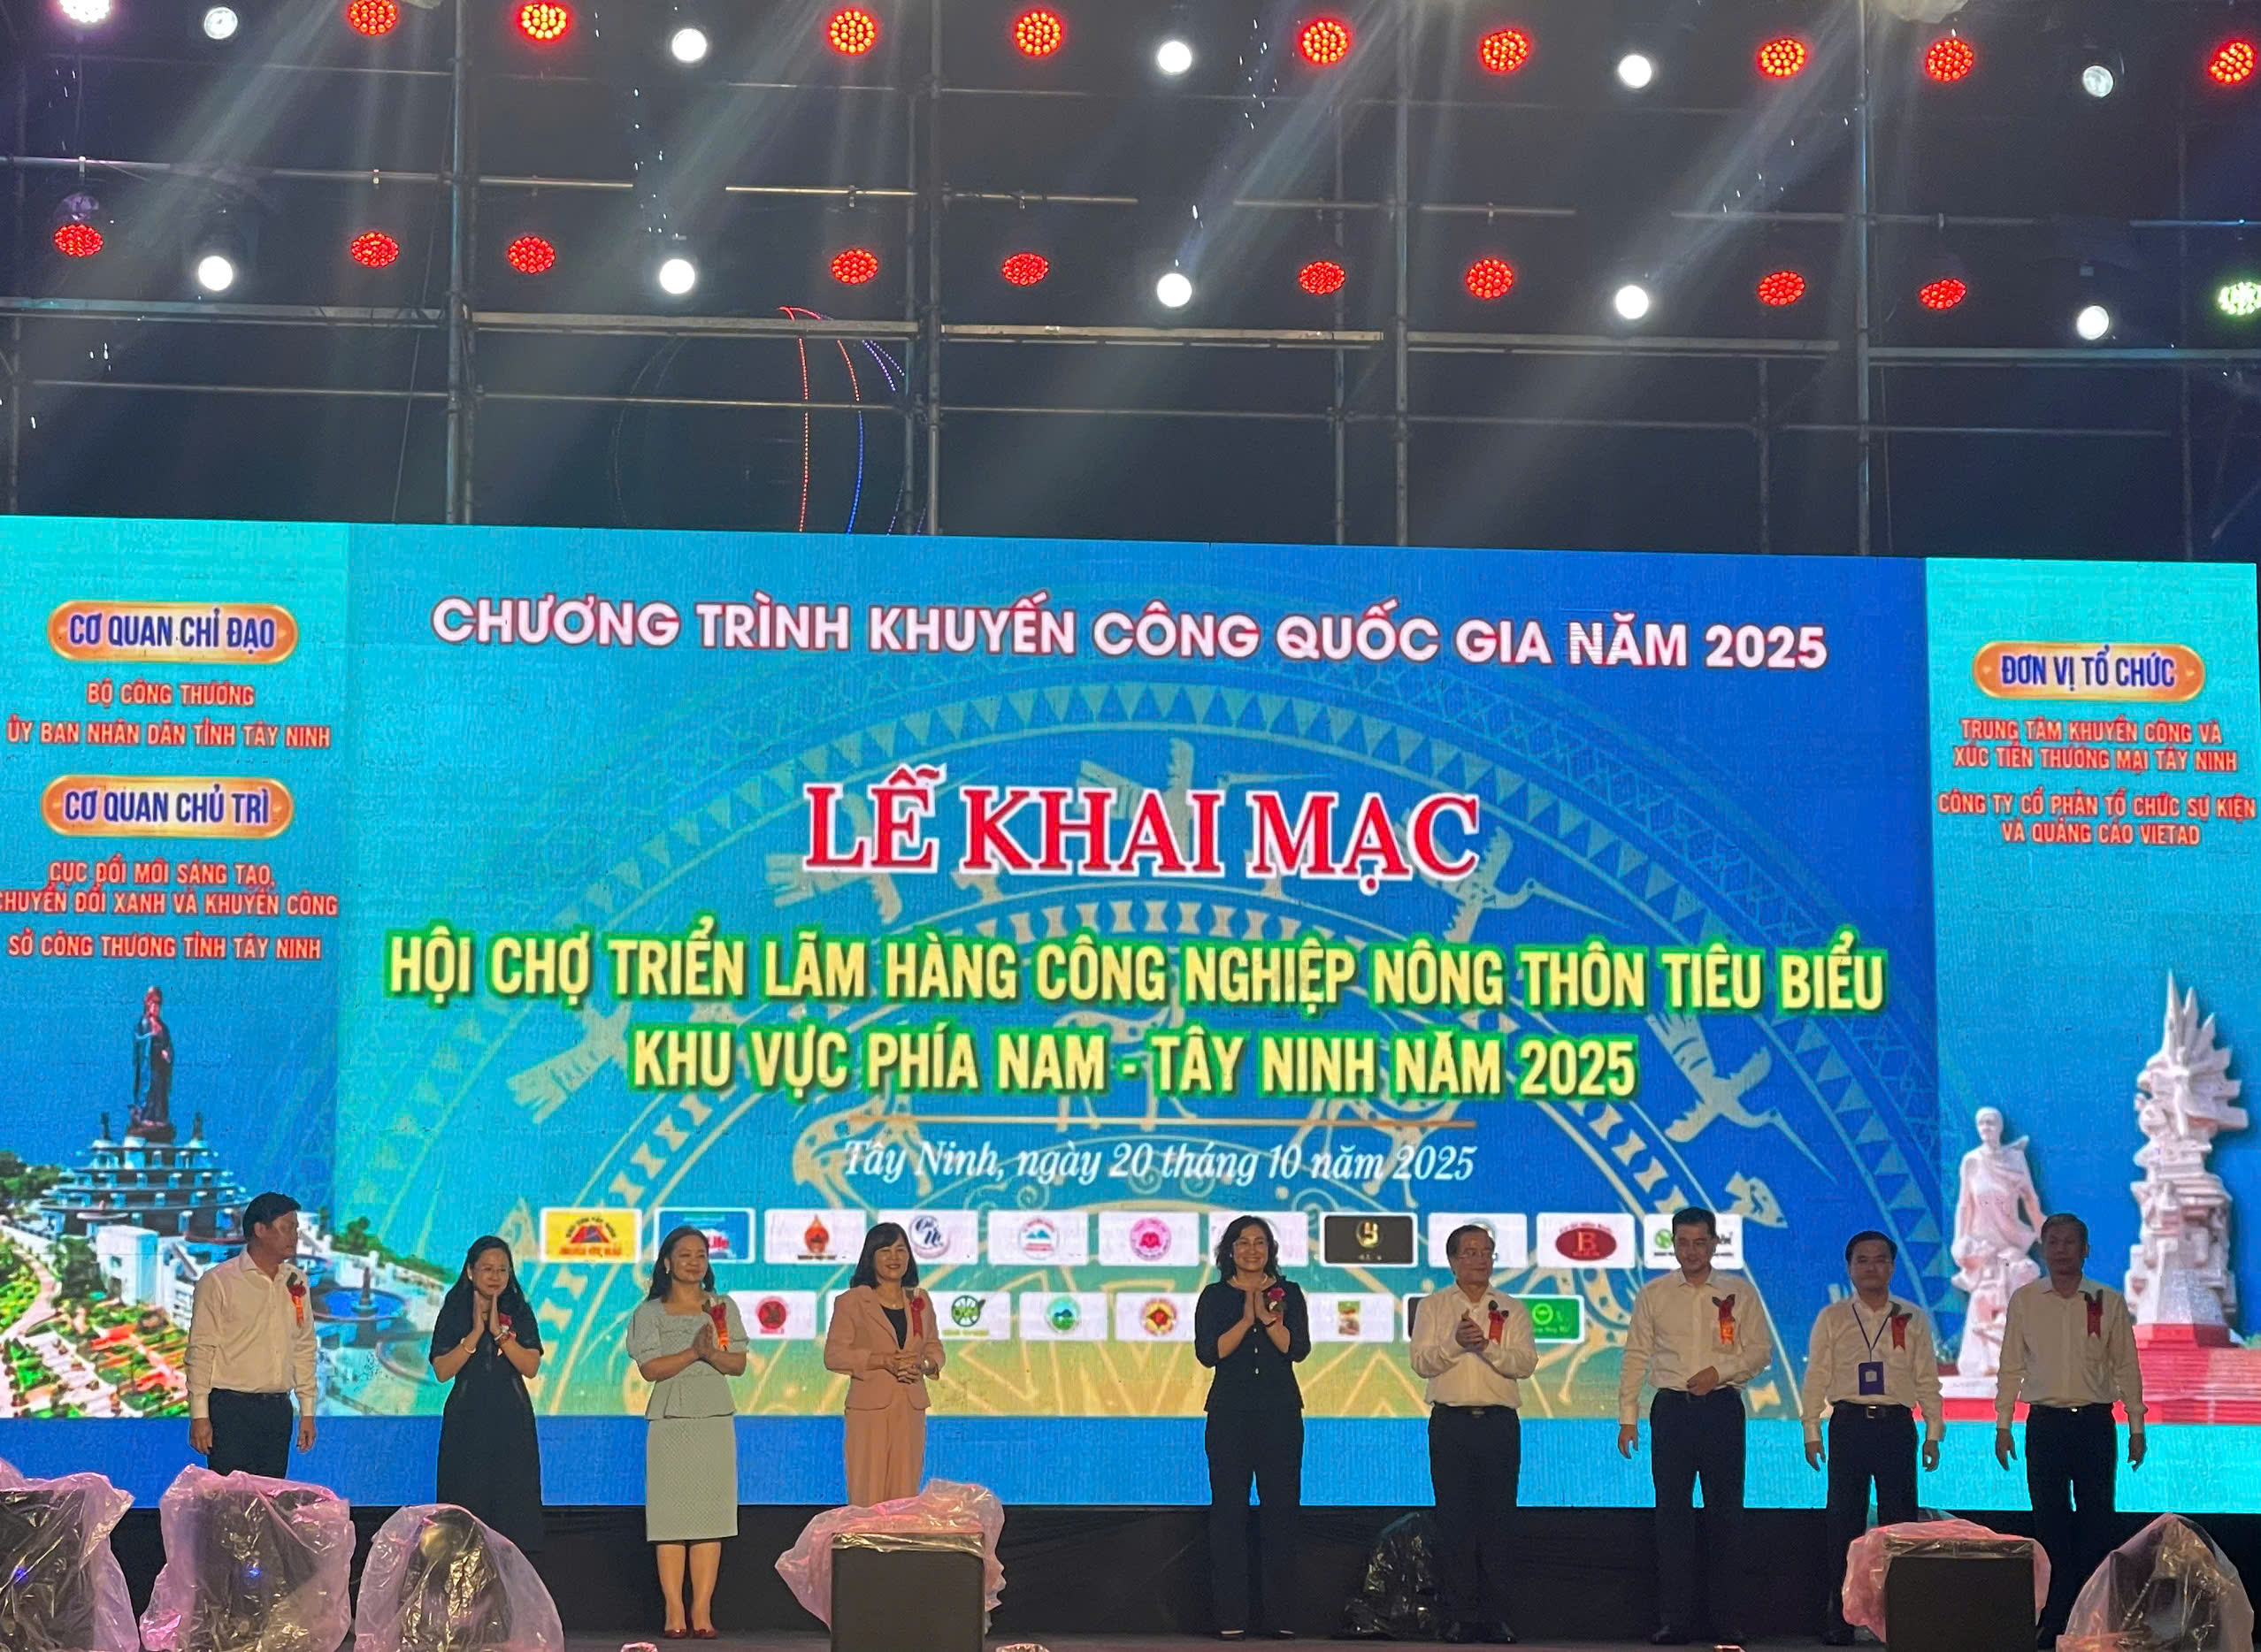 CHƯƠNG TRÌNH KHUYẾN CÔNG QUỐC GIA NĂM 2025
LỄ KHAI MẠC
HỘI CHỢ TRIỂN LÃM HÀNG CÔNG NGHIỆP NÔNG THÔN TIÊU BIỂU
KHU VỰC PHÍA NAM - TÂY NINH NĂM 2025
Tây Ninh, ngày 20 tháng 10 năm 2025
CƠ QUAN CHỈ ĐẠO
BỘ CÔNG THƯƠNG
ỦY BAN NHÂN DÂN TỈNH TÂY NINH
CƠ QUAN CHỦ TRÌ
CỤC ĐỔI MỚI SÁNG TẠO,
CHUYỂN ĐỔI XANH VÀ KHUYẾN CÔNG
SỞ CÔNG THƯƠNG TỈNH TÂY NINH
ĐƠN VỊ TỔ CHỨC
TRUNG TÂM KHUYẾN CÔNG VÀ
XÚC TIẾN THƯƠNG MẠI TÂY NINH
CÔNG TY CỔ PHẦN TỔ CHỨC SỰ KIỆN
VÀ QUẢNG CÁO VIETAD